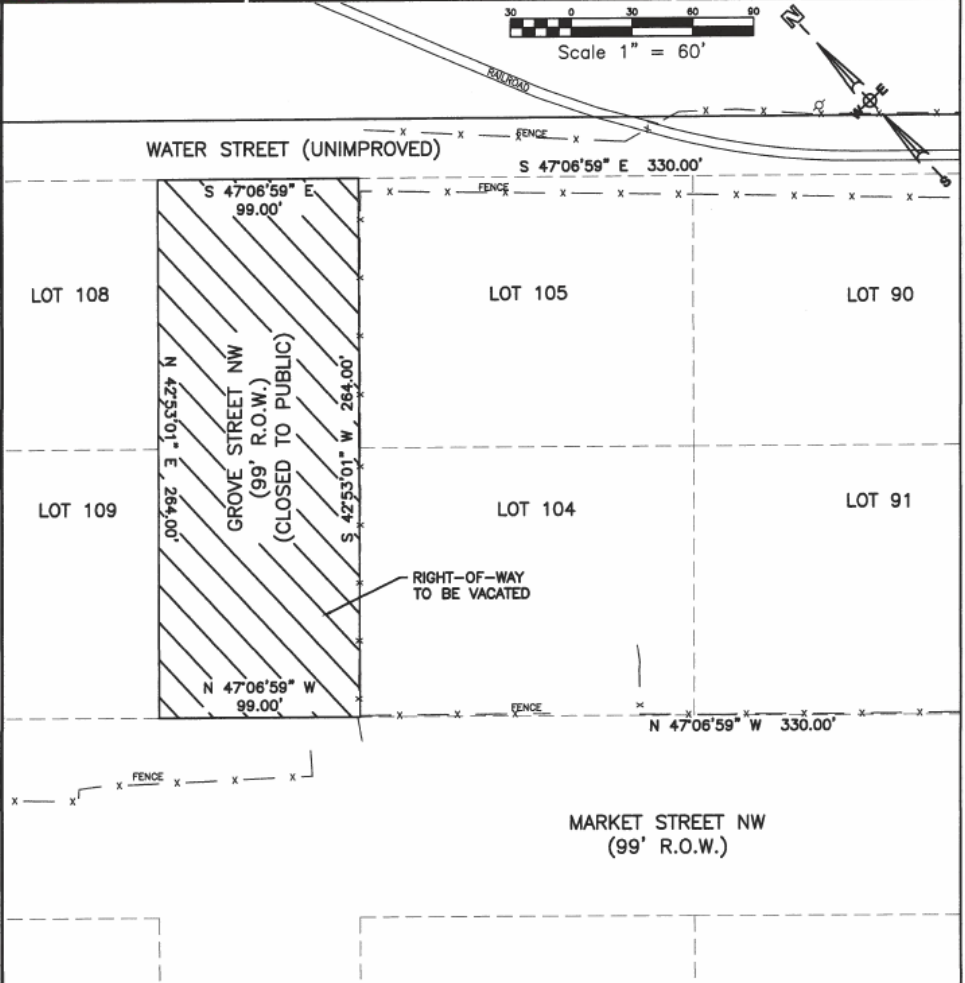 30 0 30 60 90
Scale 1" = 60'
N
E
W
S
RAILROAD
FENCE
WATER STREET (UNIMPROVED)
S 47°06'59" E 330.00'
FENCE
S 47°06'59" E
99.00'
LOT 108
LOT 105
LOT 90
N 42°53'01" E 264.00'
GROVE STREET NW
(99' R.O.W.)
(CLOSED TO PUBLIC)
S 42°53'01" W 264.00'
LOT 109
LOT 104
LOT 91
RIGHT-OF-WAY
TO BE VACATED
N 47°06'59" W
99.00'
FENCE
N 47°06'59" W 330.00'
FENCE
MARKET STREET NW
(99' R.O.W.)